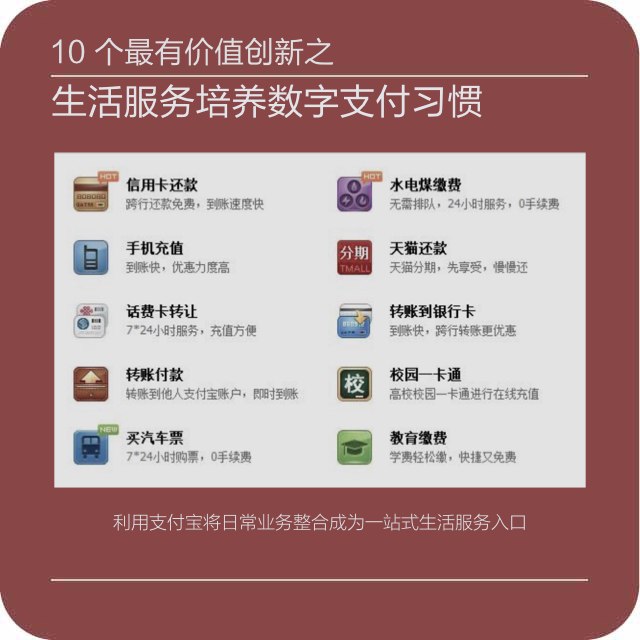 10 个最有价值创新之
生活服务培养数字支付习惯
HOT
信用卡还款
跨行还款免费，到账速度快
HOT
水电煤缴费
无需排队，24小时服务，0手续费
手机充值
到账快，优惠力度高
分期
TMALL
天猫还款
天猫分期，先享受，慢慢还
话费卡转让
7*24小时服务，充值方便
转账到银行卡
到账快，跨行转账更优惠
转账付款
转账到他人支付宝账户，即时到账
校
校园一卡通
高校校园一卡通进行在线充值
NEW
买汽车票
7*24小时购票，0手续费
教育缴费
学费轻松缴，快捷又免费
利用支付宝将日常业务整合成为一站式生活服务入口